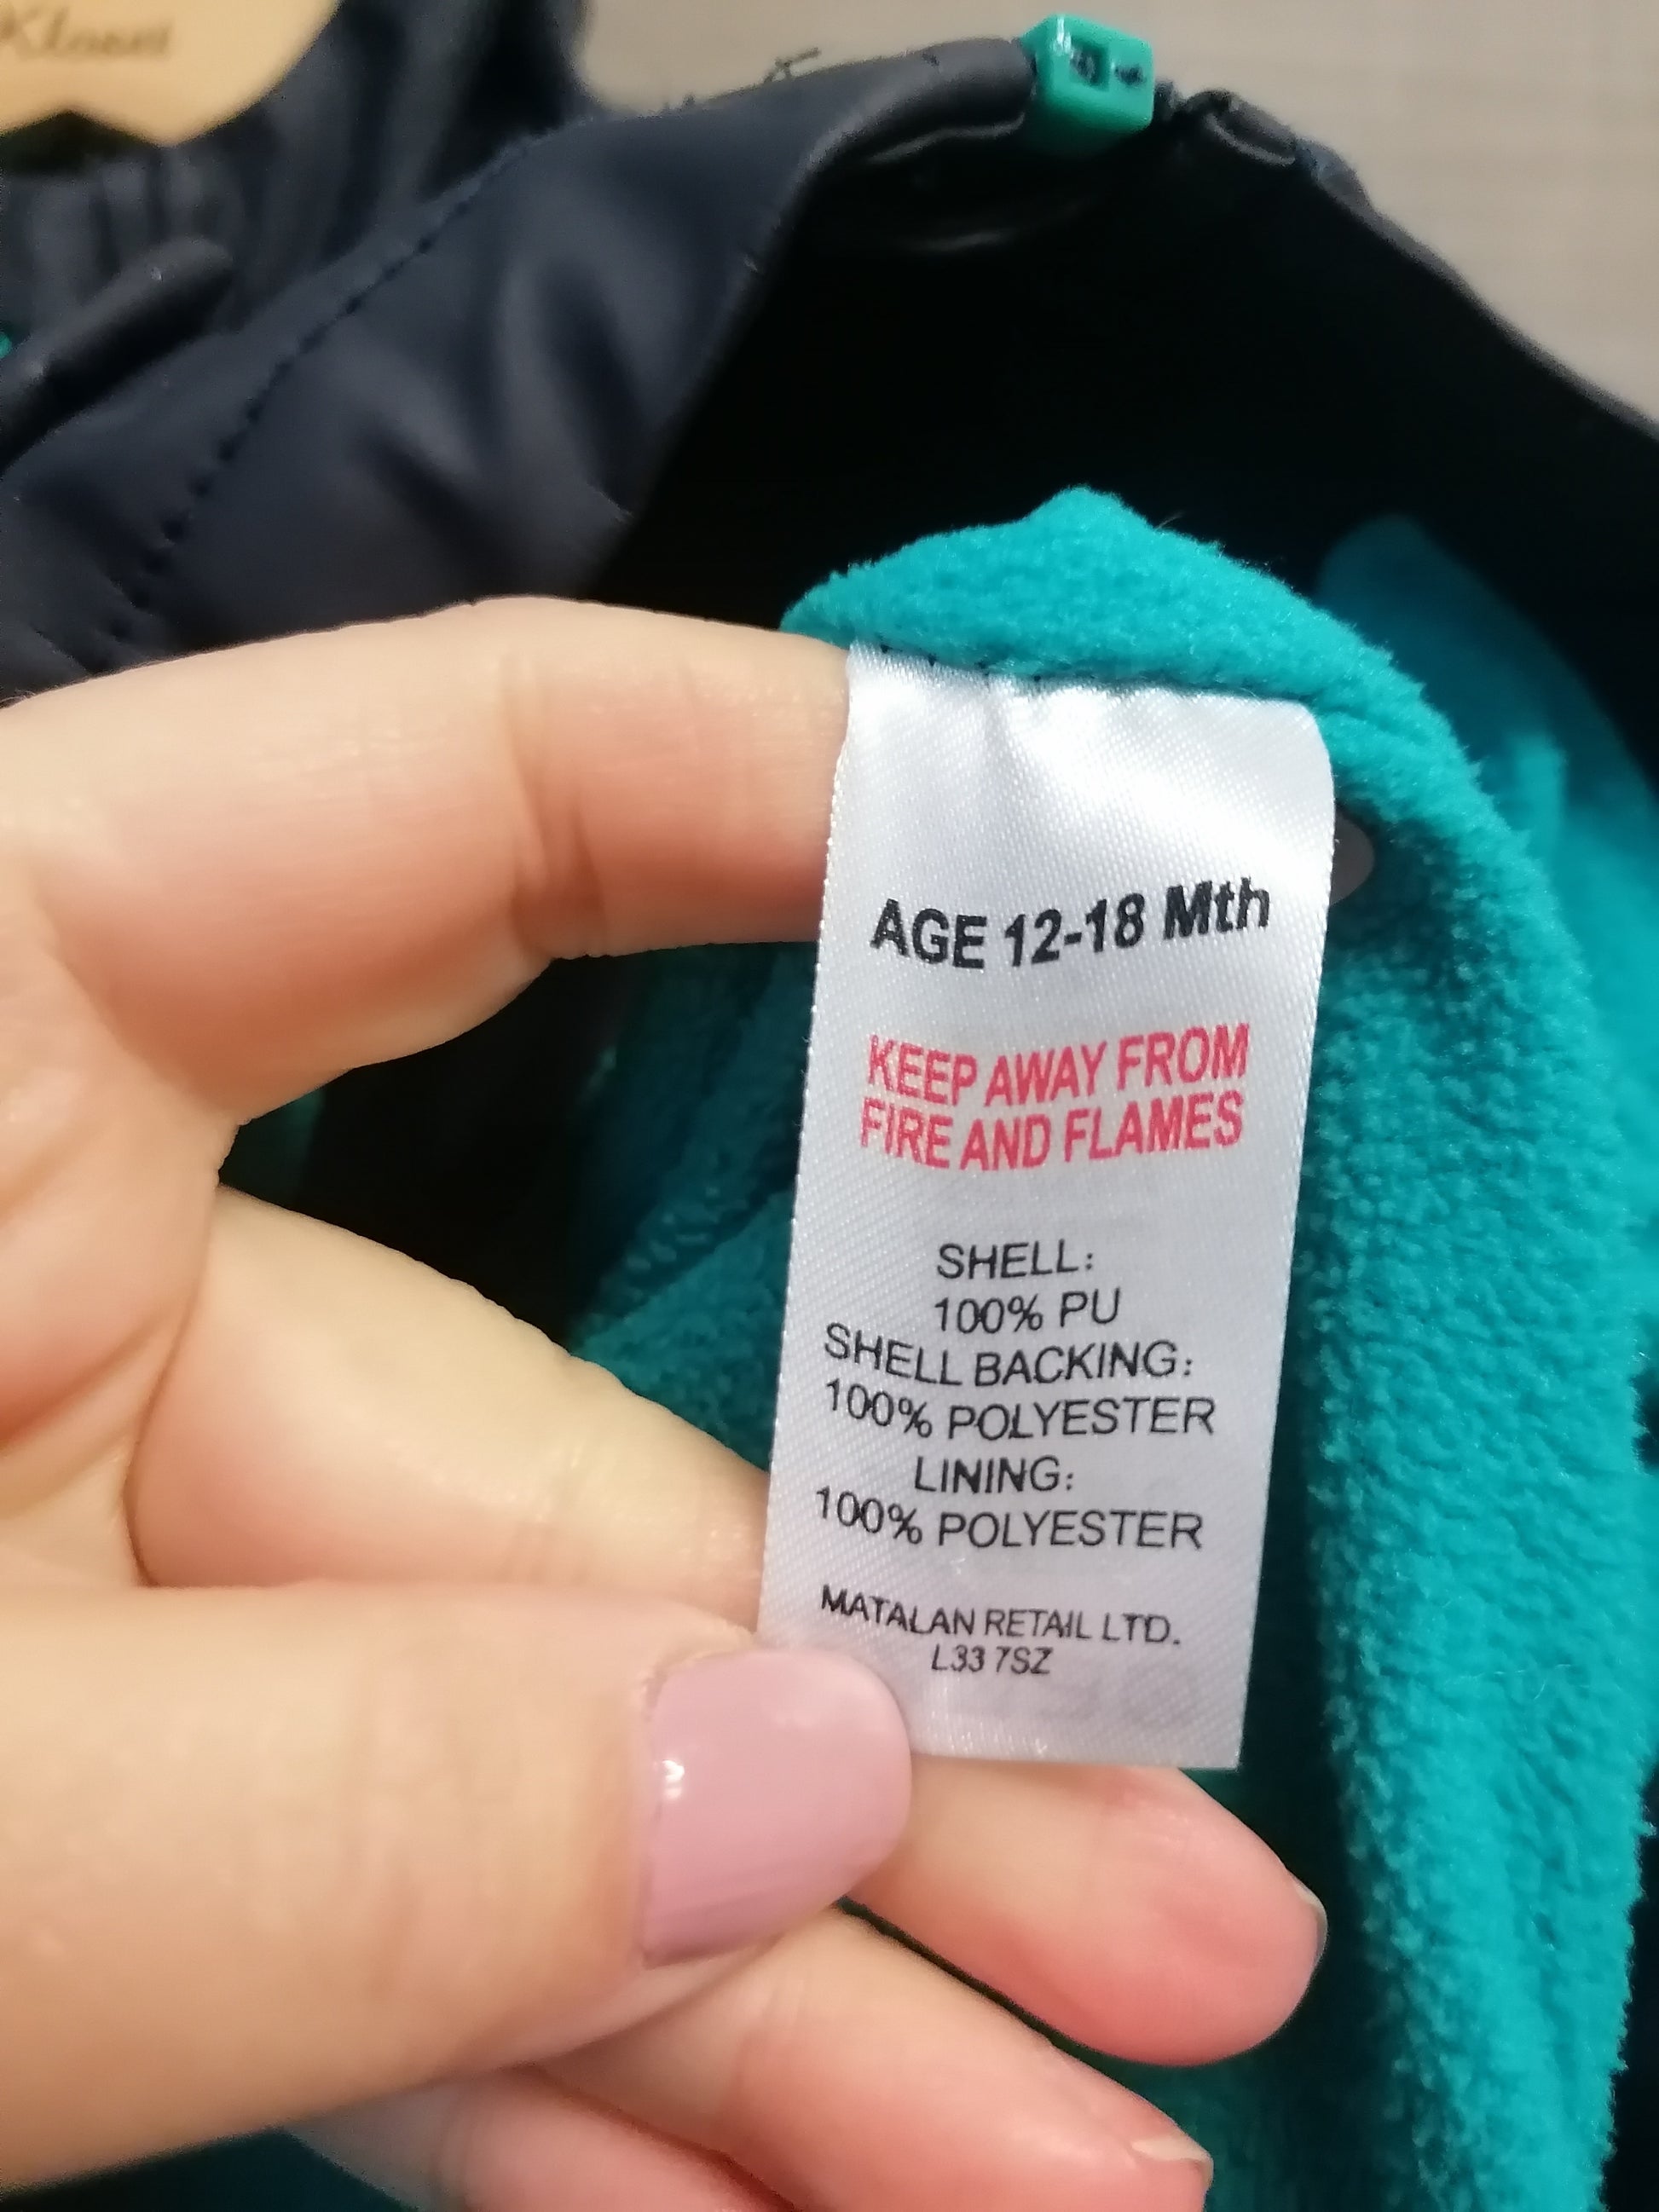 Kloset
AGE 12-18 Mth
KEEP AWAY FROM
FIRE AND FLAMES
SHELL:
100% PU
SHELL BACKING:
100% POLYESTER
LINING:
100% POLYESTER
MATALAN RETAIL LTD.
L33 7SZ